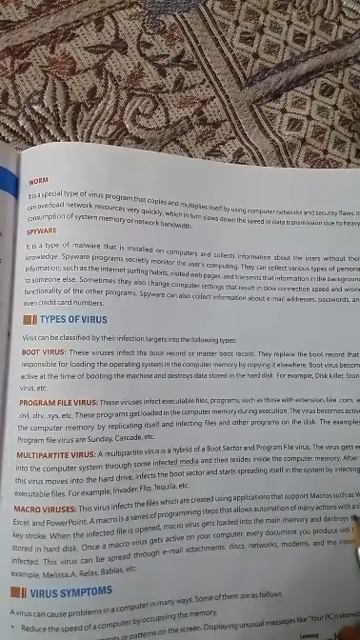 WORM
It is a special type of virus program that copies and multiplies itself by using computer networks and security flaws. It
can overload network resources very quickly, which in turn slows down the speed in data transmission due to heavy
consumption of system memory or network bandwidth.
SPYWARE
It is a type of malware that is installed on computers and collects information about the users without their
knowledge. Spyware programs secretly monitor the user's computing. They can collect various types of persona
information, such as the internet surfing habits, visited web pages, and transmits that information in the background
to someone else. Sometimes they also change computer settings that result in slow connection speed and wrong
functionality of the other programs. Spyware can also collect information about e-mail addresses, passwords, an
even credit card numbers.
TYPES OF VIRUS
Virus can be classified by their infection targets into the following types:
BOOT VIRUS: These viruses infect the boot record or master boot record. They replace the boot record that
responsible for loading the operating system in the computer memory by copying it elsewhere. Boot virus becom
active at the time of booting the machine and destroys data stored in the hard disk. For example, Disk killer, Ston
virus, etc.
PROGRAM FILE VIRUS: These viruses infect executable files, programs, such as those with extension, like .com, .e
.ovl, .drv, .sys, etc. These programs get loaded in the computer memory during execution. The virus becomes active
the computer memory by replicating itself and infecting files and other programs on the disk. The examples
Program file virus are Sunday, Cascade, etc.
MULTIPARTITE VIRUS: A multipartite virus is a hybrid of a Boot Sector and Program File virus. The virus gets e
into the computer system through some infected media and then resides inside the computer memory. After
this virus moves into the hard drive, infects the boot sector and starts spreading itself in the system by infecting
executable files. For example, Invader, Flip, Tequila, etc.
MACRO VIRUSES: This virus infects the files which are created using applications that support Macros such as W
Excel, and PowerPoint. A macro is a series of programming steps that allows automation of many actions with a s
key stroke. When the infected file is opened, macro virus gets loaded into the main memory and destroys
stored in hard disk. Once a macro virus gets active on your computer, every document you produce will
infected. This virus can be spread through e-mail attachments, discs, networks, modems, and the intern
example, Melissa.A, Relax, Bablas, etc.
VIRUS SYMPTOMS
A virus can cause problems in a computer in many ways. Some of them are as follows
• Reduce the speed of a computer by occupying the memory.
or patterns on the screen. Displaying unusual messages like "Your PC is stoned